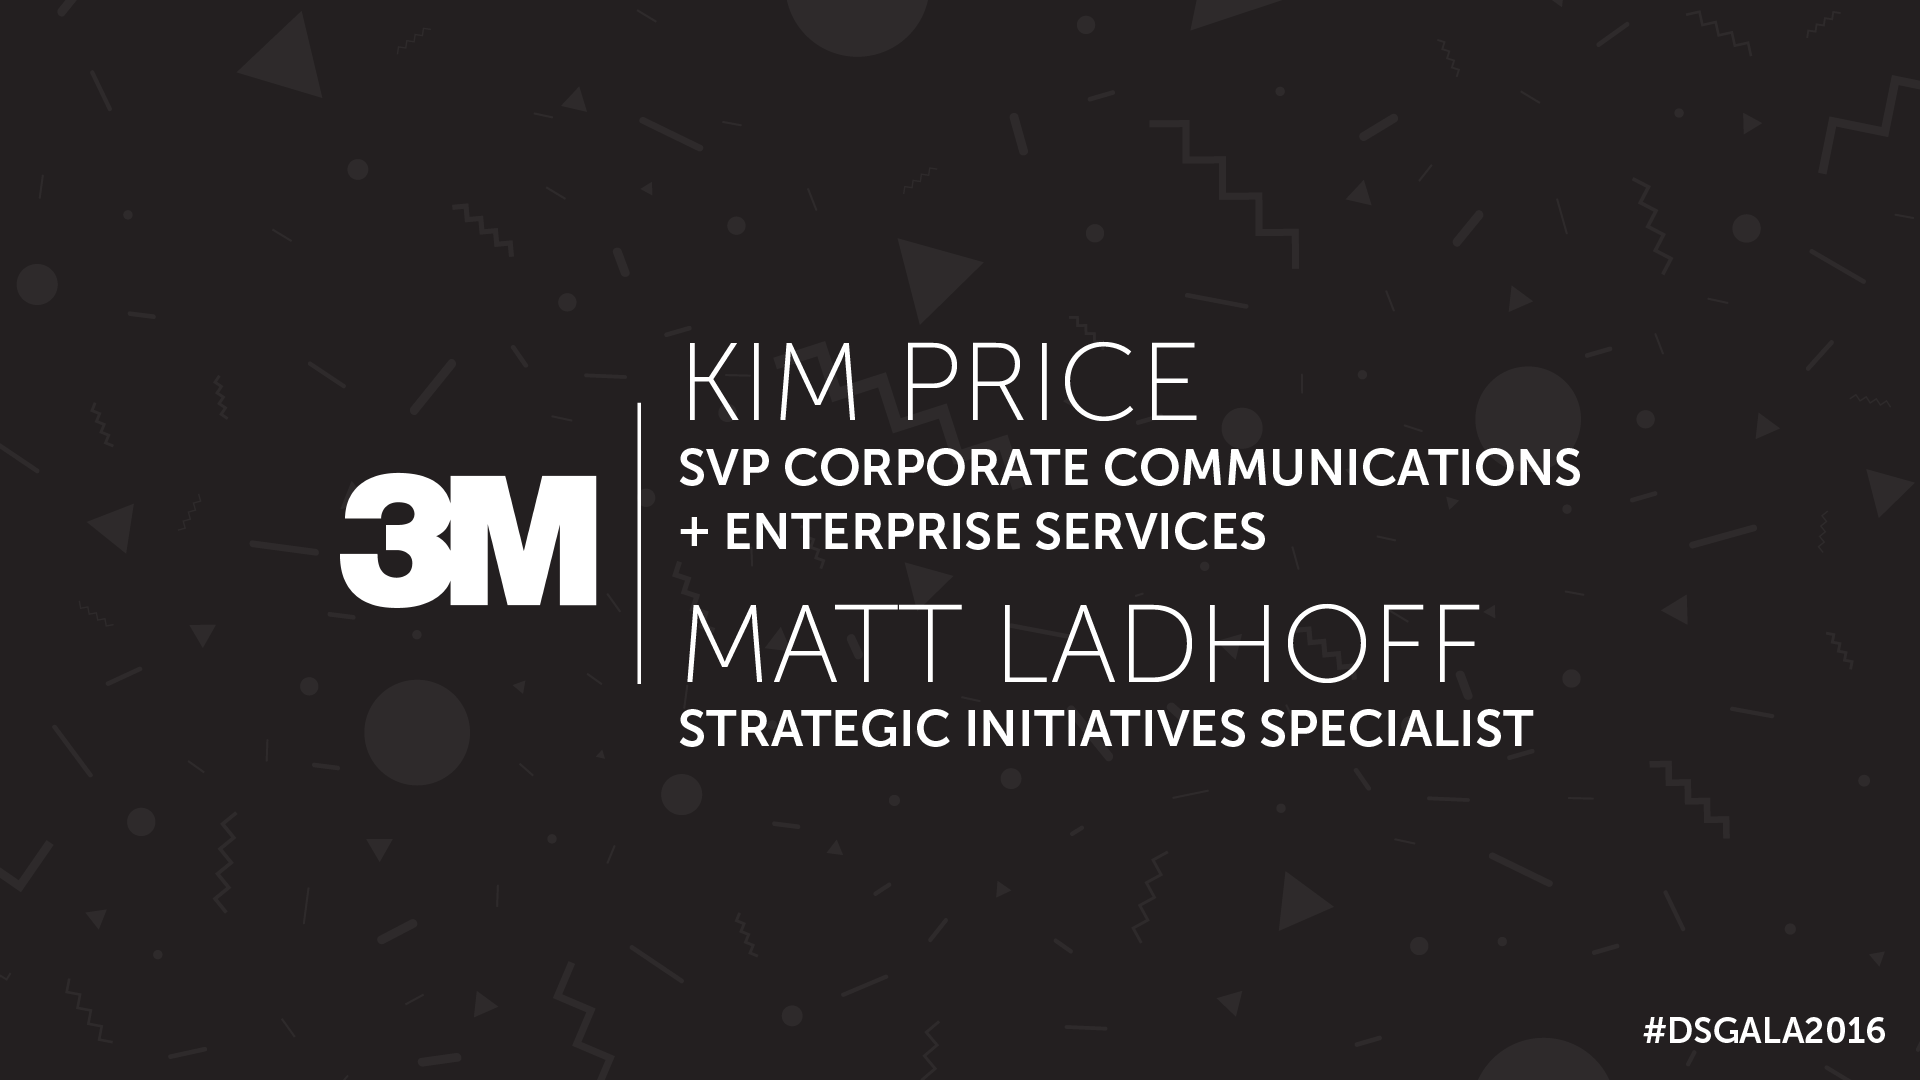 3M
KIM PRICE
SVP CORPORATE COMMUNICATIONS
+ ENTERPRISE SERVICES
MATT LADHOFF
STRATEGIC INITIATIVES SPECIALIST
#DSGALA2016